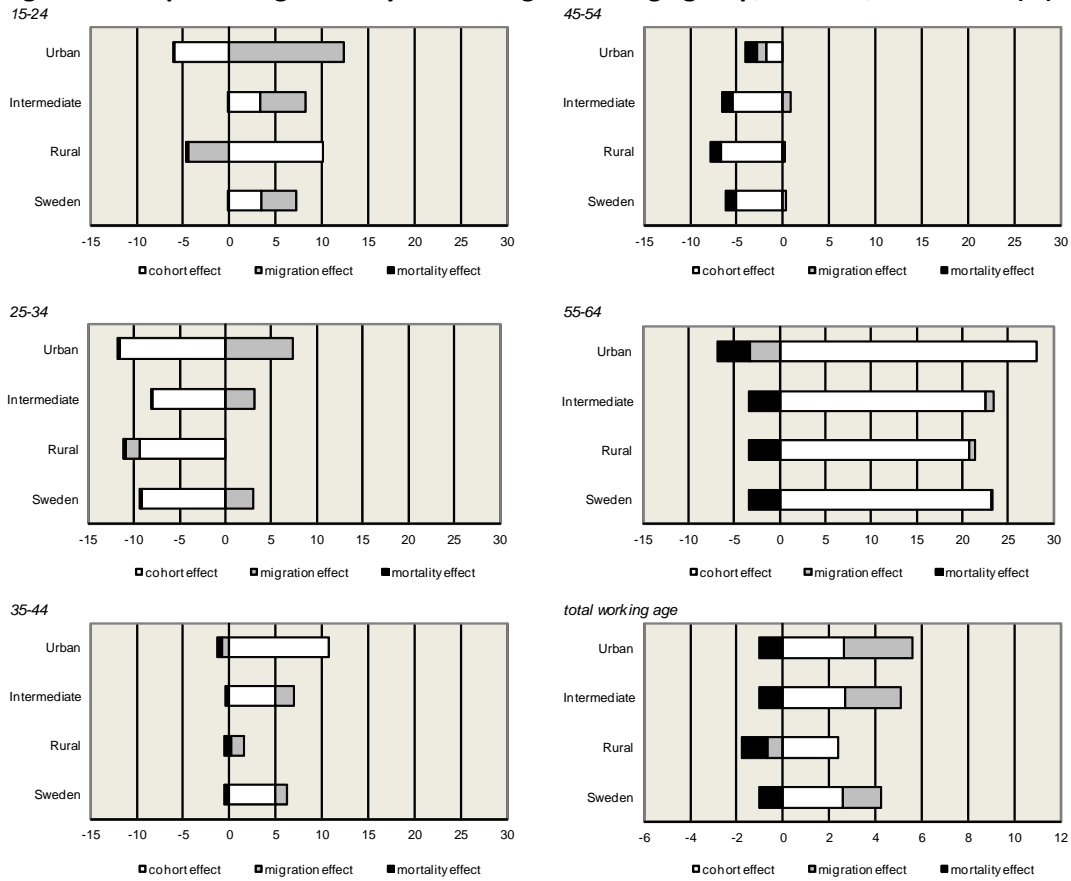 15-24
Urban
Intermediate
Rural
Sweden
-15 -10 -5 0 5 10 15 20 25 30
cohort effect migration effect mortality effect
45-54
Urban
Intermediate
Rural
Sweden
-15 -10 -5 0 5 10 15 20 25 30
cohort effect migration effect mortality effect
25-34
Urban
Intermediate
Rural
Sweden
-15 -10 -5 0 5 10 15 20 25 30
cohort effect migration effect mortality effect
55-64
Urban
Intermediate
Rural
Sweden
-15 -10 -5 0 5 10 15 20 25 30
cohort effect migration effect mortality effect
35-44
Urban
Intermediate
Rural
Sweden
-15 -10 -5 0 5 10 15 20 25 30
cohort effect migration effect mortality effect
total working age
Urban
Intermediate
Rural
Sweden
-6 -4 -2 0 2 4 6 8 10 12
cohort effect migration effect mortality effect